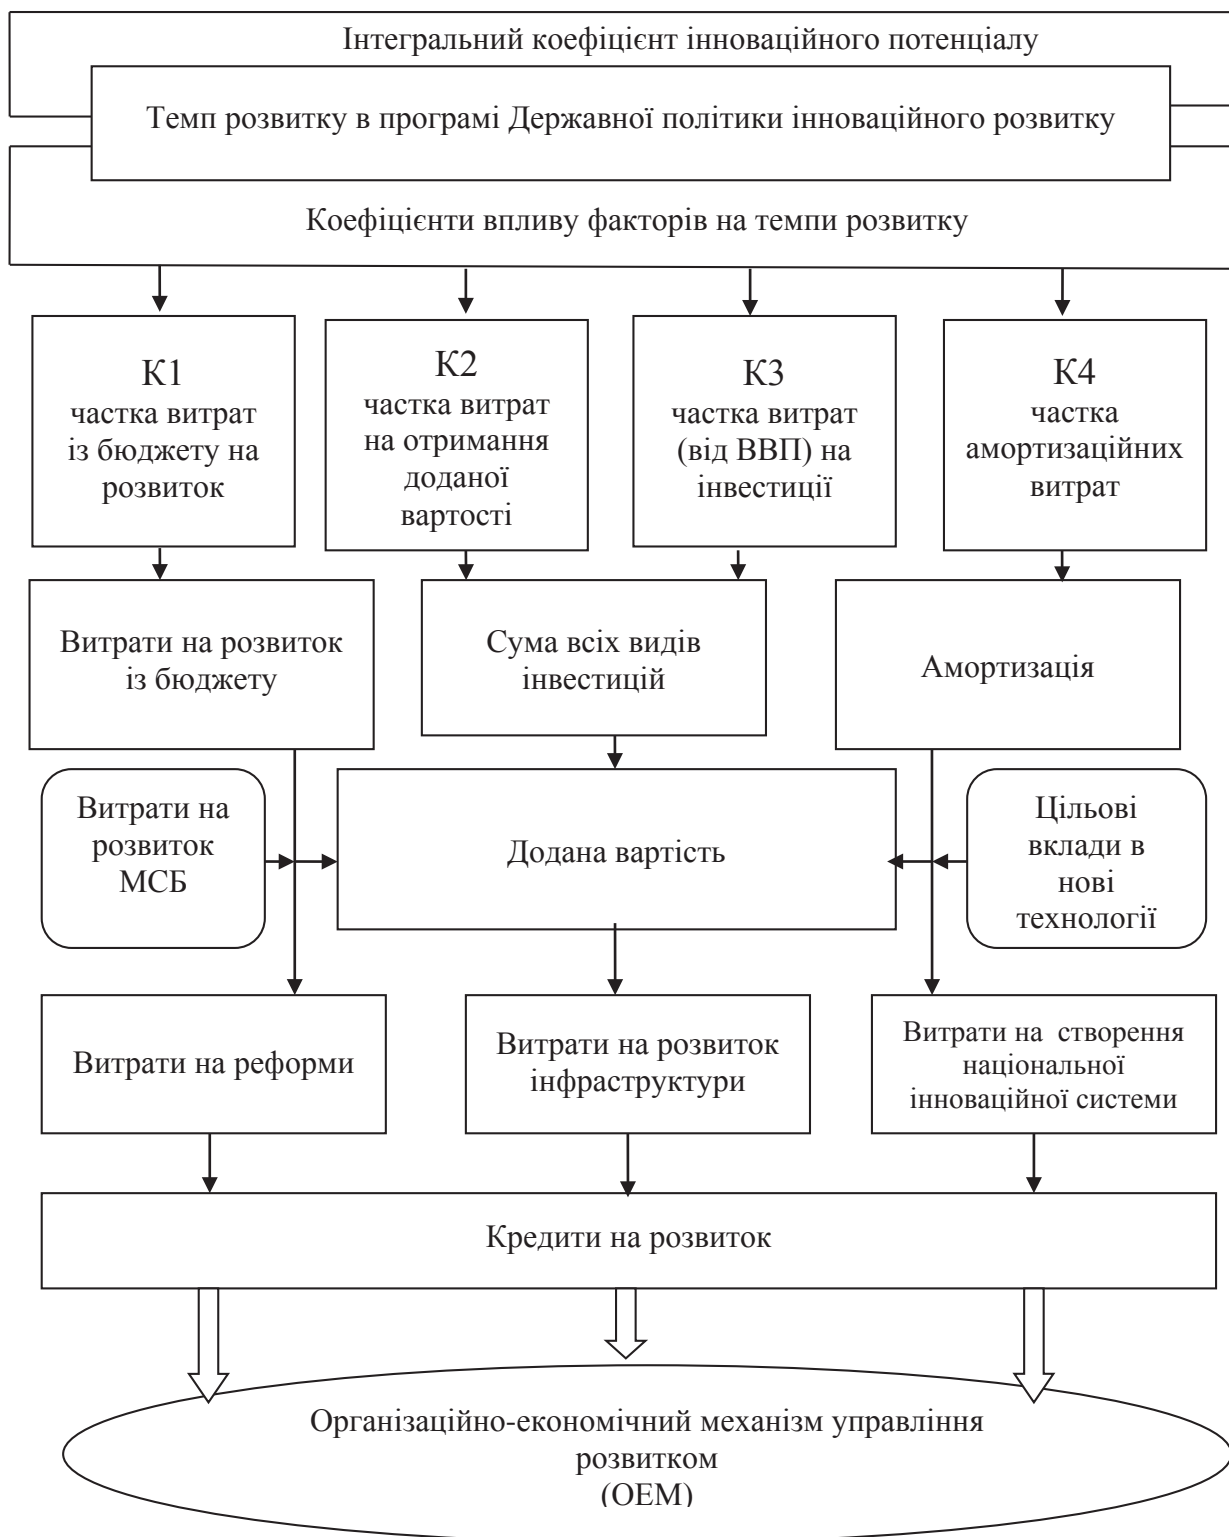 Інтегральний коефіцієнт інноваційного потенціалу
Темп розвитку в програмі Державної політики інноваційного розвитку
Коефіцієнти впливу факторів на темпи розвитку
К1
частка витрат
із бюджету на
розвиток
К2
частка витрат
на отримання
доданої
вартості
К3
частка витрат
(від ВВП) на
інвестиції
К4
частка
амортизаційних
витрат
Витрати на розвиток
із бюджету
Сума всіх видів
інвестицій
Амортизація
Витрати на
розвиток
МСБ
Додана вартість
Цільові
вклади в
нові
технології
Витрати на реформи
Витрати на розвиток
інфраструктури
Витрати на створення
національної
інноваційної системи
Кредити на розвиток
Організаційно-економічний механізм управління
розвитком
(ОЕМ)